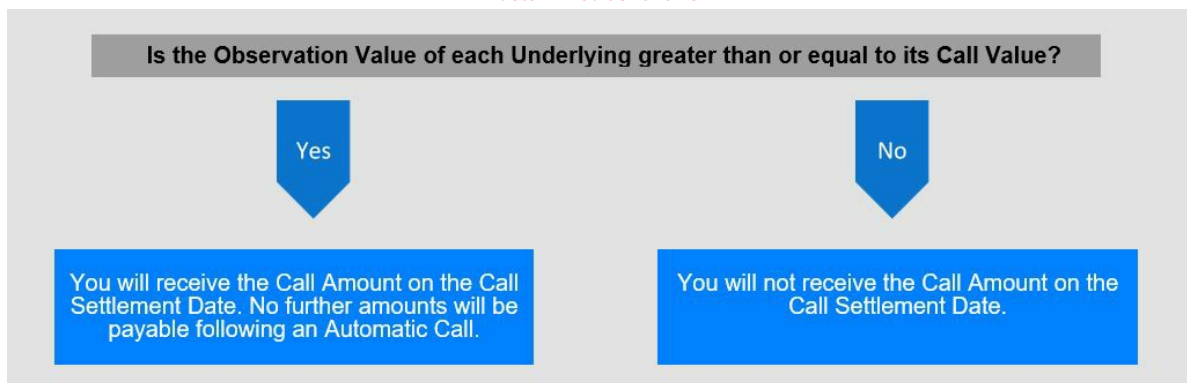 Is the Observation Value of each Underlying greater than or equal to its Call Value?
Yes
No
You will receive the Call Amount on the Call
Settlement Date. No further amounts will be
payable following an Automatic Call.
You will not receive the Call Amount on the
Call Settlement Date.